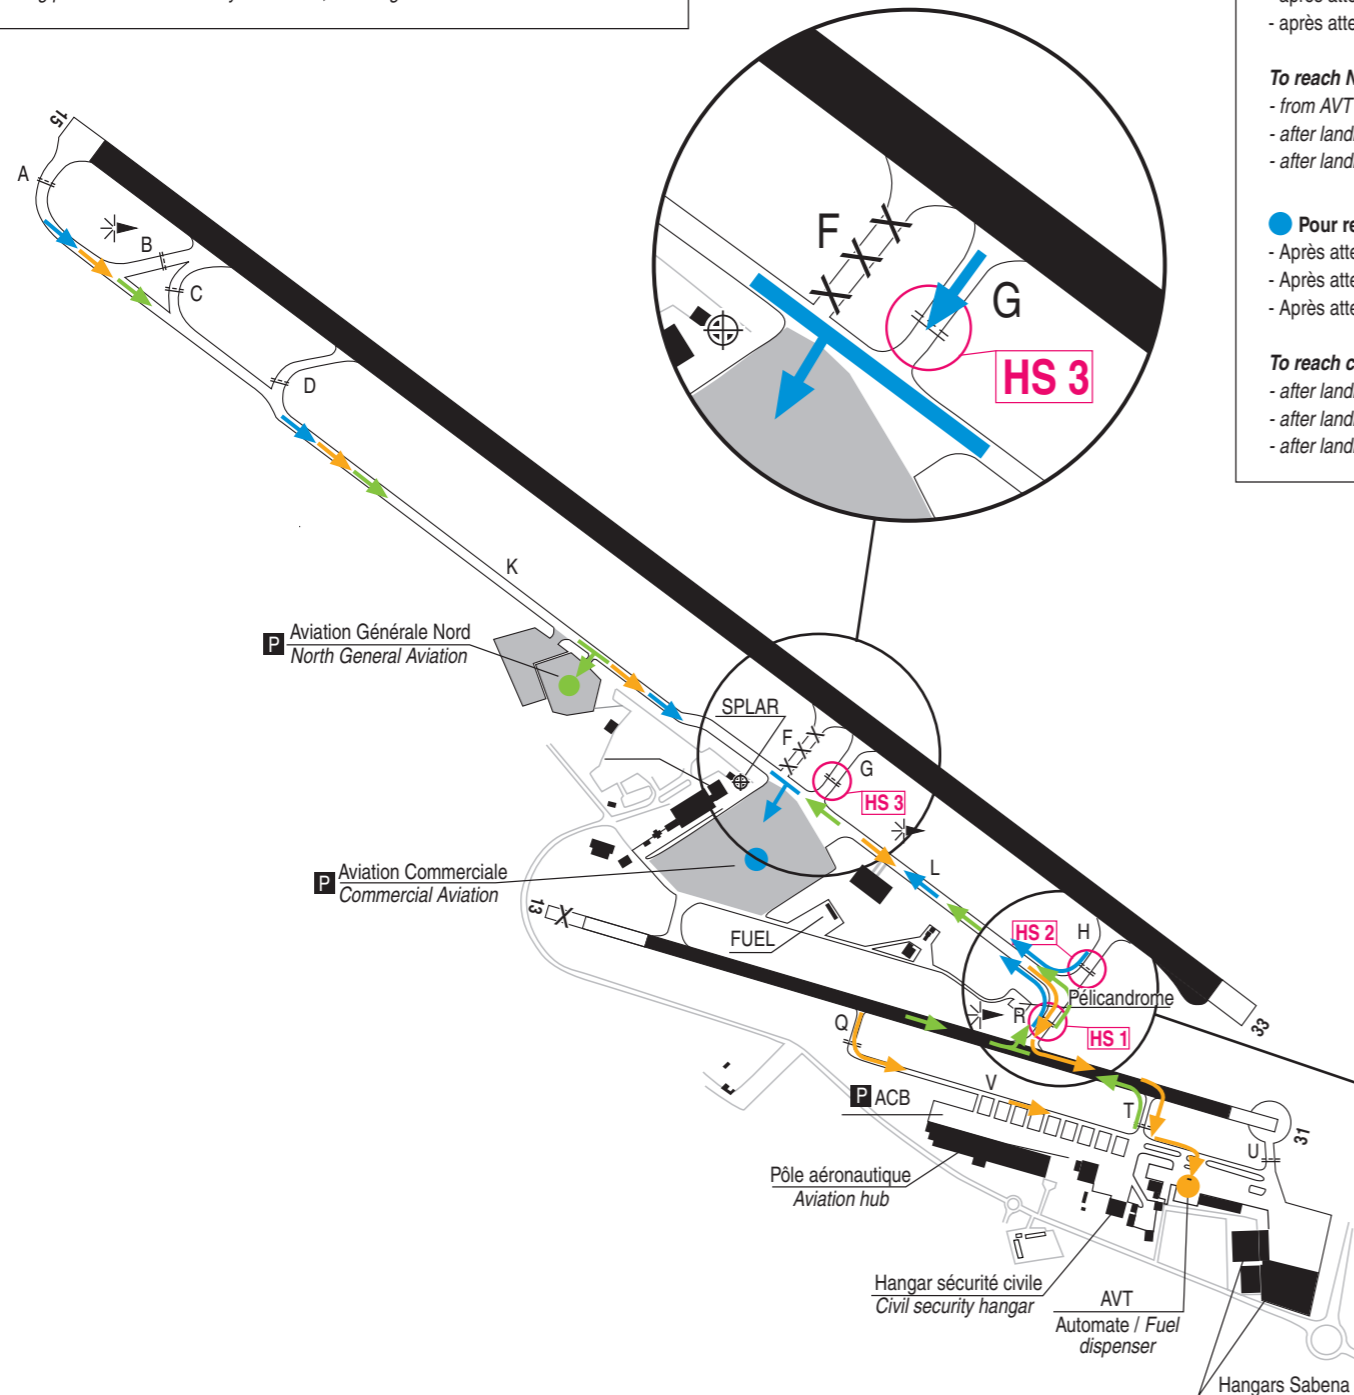 - après atte
To reach N
- from AVT
- after land
- after land
Pour re
- Après atte
- Après atte
- Après atte
To reach c
- after land
- after land
- after land
15
A
B
C
D
F
G
HS 3
K
P Aviation Générale Nord
North General Aviation
SPLAR
F
G
HS 3
P Aviation Commerciale
Commercial Aviation
L
13
FUEL
HS 2
H
Pélicandrome
R
HS 1
33
Q
V
P ACB
T
U
31
Pôle aéronautique
Aviation hub
Hangar sécurité civile
Civil security hangar
AVT
Automate / Fuel
dispenser
Hangars Sabena